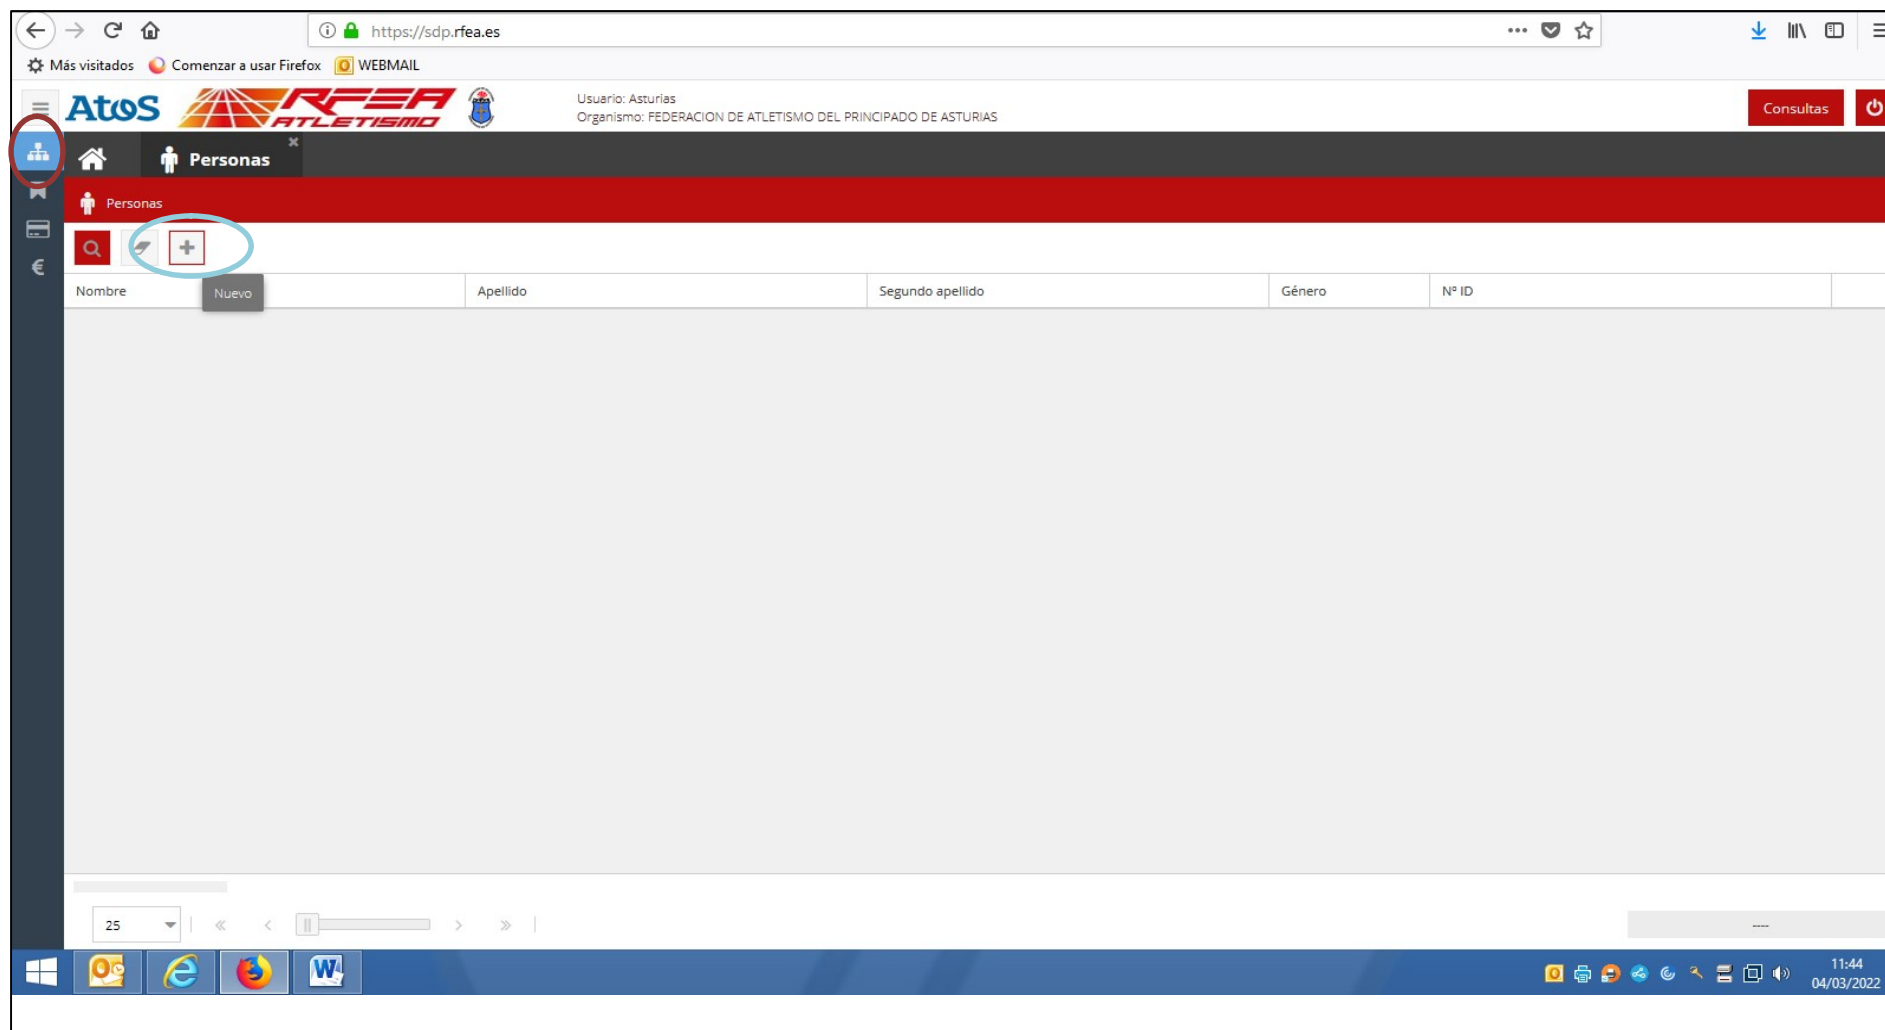 https://sdp.rfea.es
Más visitados Comenzar a usar Firefox WEBMAIL
Atos RFEA ATLETISMO
Usuario: Asturias
Organismo: FEDERACION DE ATLETISMO DEL PRINCIPADO DE ASTURIAS
Consultas
Personas
Personas
Nombre Apellido Segundo apellido Género Nº ID
Nuevo
25
----
11:44
04/03/2022